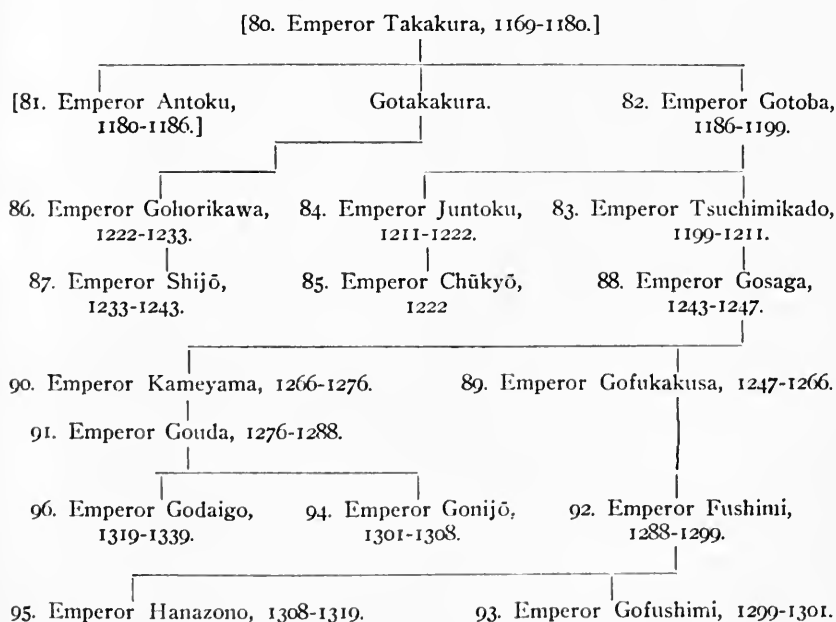 [80. Emperor Takakura, 1169-1180.]
[81. Emperor Antoku,
1180-1186.]
Gotakakura.
82. Emperor Gotoba,
1186-1199.
86. Emperor Gohorikawa,
1222-1233.
84. Emperor Juntoku,
1211-1222.
83. Emperor Tsuchimikado,
1199-1211.
87. Emperor Shijō,
1233-1243.
85. Emperor Chūkyō,
1222
88. Emperor Gosaga,
1243-1247.
90. Emperor Kameyama, 1266-1276.
89. Emperor Gofukakusa, 1247-1266.
91. Emperor Gouda, 1276-1288.
96. Emperor Godaigo,
1319-1339.
94. Emperor Gonijō,
1301-1308.
92. Emperor Fushimi,
1288-1299.
95. Emperor Hanazono, 1308-1319.
93. Emperor Gofushimi, 1299-1301.